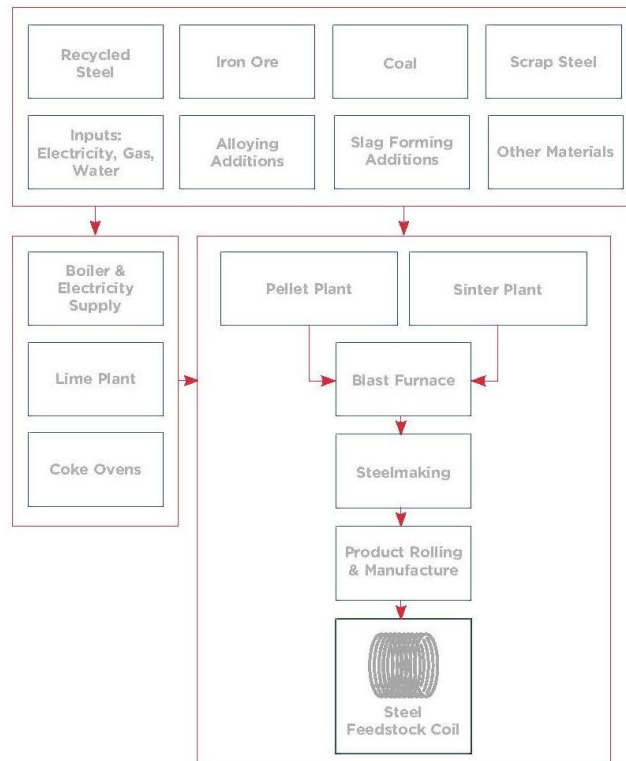 Recycled
Steel
Iron Ore
Coal
Scrap Steel
Inputs:
Electricity, Gas,
Water
Alloying
Additions
Slag Forming
Additions
Other Materials
Boiler &
Electricity
Supply
Lime Plant
Coke Ovens
Pellet Plant
Sinter Plant
Blast Furnace
Steelmaking
Product Rolling
& Manufacture
Steel
Feedstock Coil